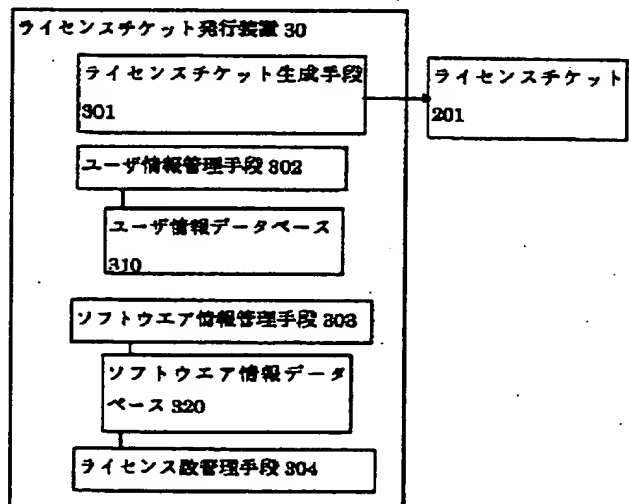 ライセンスチケット発行装置 30
ライセンスチケット生成手段
301
ライセンスチケット
201
ユーザ情報管理手段 302
ユーザ情報データベース
310
ソフトウエア情報管理手段 303
ソフトウエア情報データ
ベース 320
ライセンス数管理手段 304